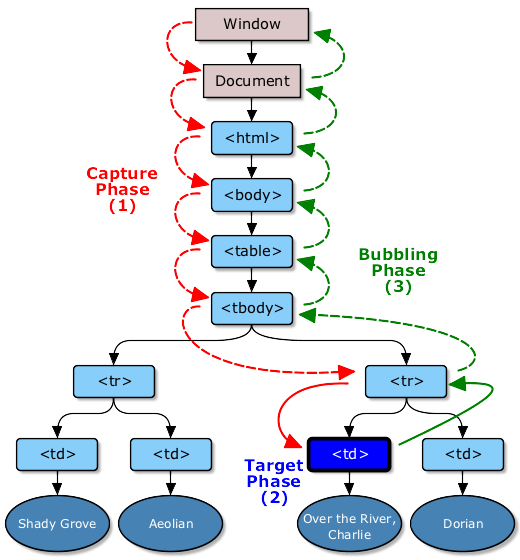 Window
Document
<html>
Capture
Phase
(1)
<body>
<table>
Bubbling
Phase
(3)
<tbody>
<tr>
<tr>
<td>
<td>
Target
Phase
(2)
<td>
<td>
Shady Grove
Aeolian
Over the River,
Charlie
Dorian